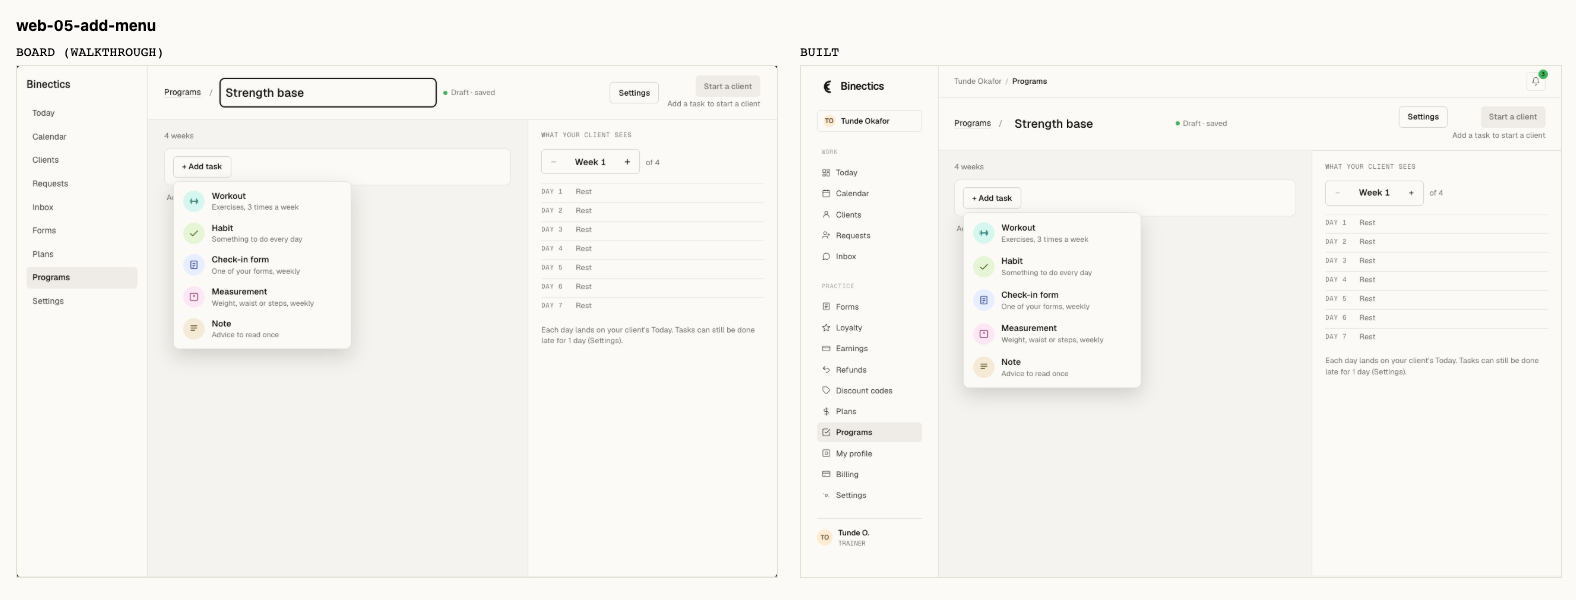 web-05-add-menu
BOARD (WALKTHROUGH)
Binectics
Today
Calendar
Clients
Requests
Inbox
Forms
Plans
Programs
Settings
Programs / Strength base
Draft · saved
Settings
Start a client
Add a task to start a client
4 weeks
+ Add task
Workout
Exercises, 3 times a week
Habit
Something to do every day
Check-in form
One of your forms, weekly
Measurement
Weight, waist or steps, weekly
Note
Advice to read once
WHAT YOUR CLIENT SEES
− Week 1 + of 4
DAY 1 Rest
DAY 2 Rest
DAY 3 Rest
DAY 4 Rest
DAY 5 Rest
DAY 6 Rest
DAY 7 Rest
Each day lands on your client's Today. Tasks can still be done
late for 1 day (Settings).
BUILT
Binectics
TO Tunde Okafor
WORK
Today
Calendar
Clients
Requests
Inbox
PRACTICE
Forms
Loyalty
Earnings
Refunds
Discount codes
Plans
Programs
My profile
Billing
Settings
TO Tunde O.
TRAINER
Tunde Okafor / Programs
3
Programs / Strength base
Draft · saved
Settings
Start a client
Add a task to start a client
4 weeks
+ Add task
Workout
Exercises, 3 times a week
Habit
Something to do every day
Check-in form
One of your forms, weekly
Measurement
Weight, waist or steps, weekly
Note
Advice to read once
WHAT YOUR CLIENT SEES
− Week 1 + of 4
DAY 1 Rest
DAY 2 Rest
DAY 3 Rest
DAY 4 Rest
DAY 5 Rest
DAY 6 Rest
DAY 7 Rest
Each day lands on your client's Today. Tasks can still be done
late for 1 day (Settings).